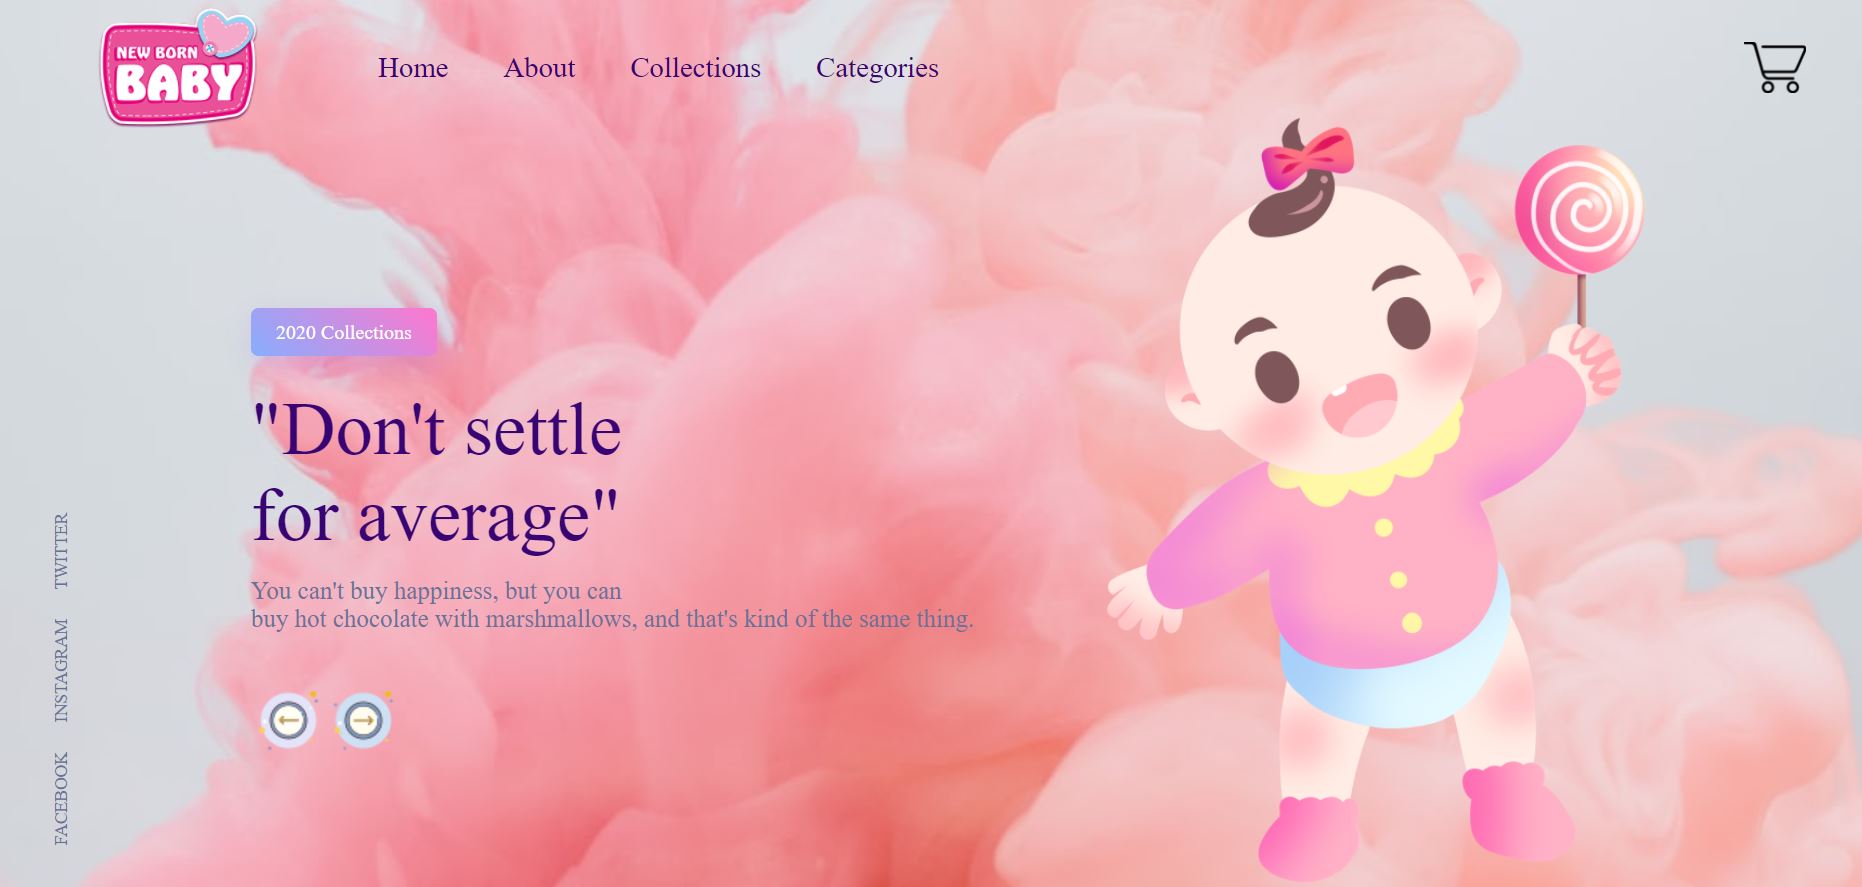 NEW BORN
BABY
Home
About
Collections
Categories
2020 Collections
"Don't settle
for average"
You can't buy happiness, but you can
buy hot chocolate with marshmallows, and that's kind of the same thing.
TWITTER
INSTAGRAM
FACEBOOK